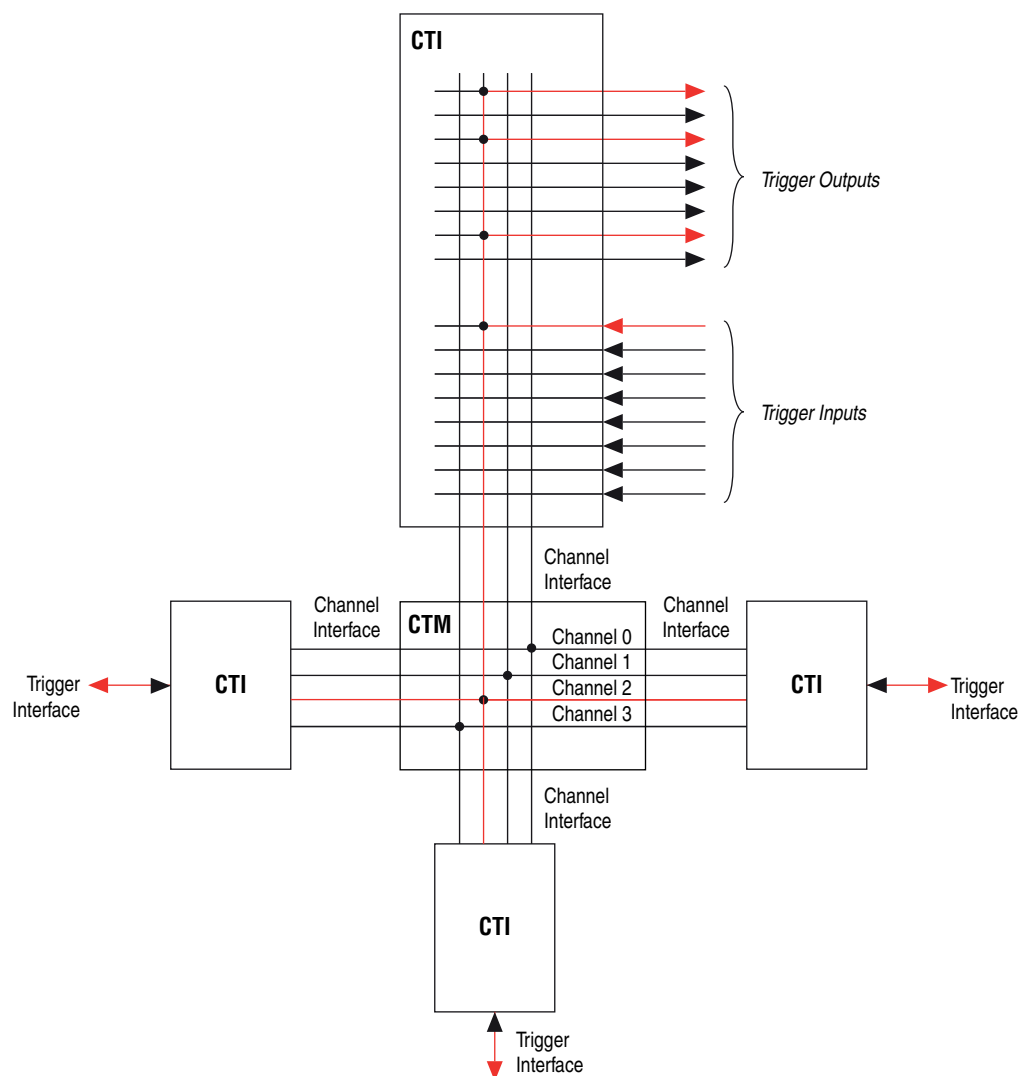 CTI
Trigger Outputs
Trigger Inputs
Channel
Interface
Channel
Interface
CTM
Channel
Interface
Channel 0
Channel 1
Channel 2
Channel 3
Trigger
Interface
CTI
CTI
Trigger
Interface
Channel
Interface
CTI
Trigger
Interface